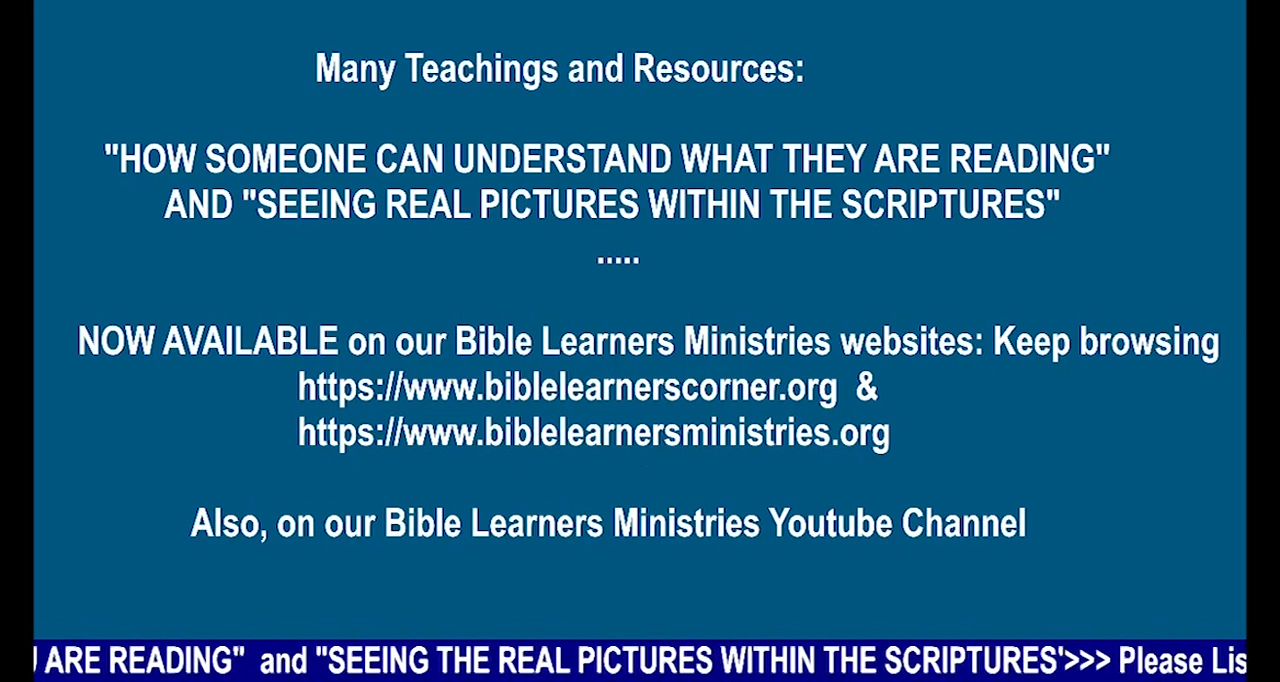 Many Teachings and Resources:
"HOW SOMEONE CAN UNDERSTAND WHAT THEY ARE READING"
AND "SEEING REAL PICTURES WITHIN THE SCRIPTURES"
.....
NOW AVAILABLE on our Bible Learners Ministries websites: Keep browsing
https://www.biblelearnerscorner.org &
https://www.biblelearnersministries.org
Also, on our Bible Learners Ministries Youtube Channel
ARE READING" and "SEEING THE REAL PICTURES WITHIN THE SCRIPTURES'>>> Please